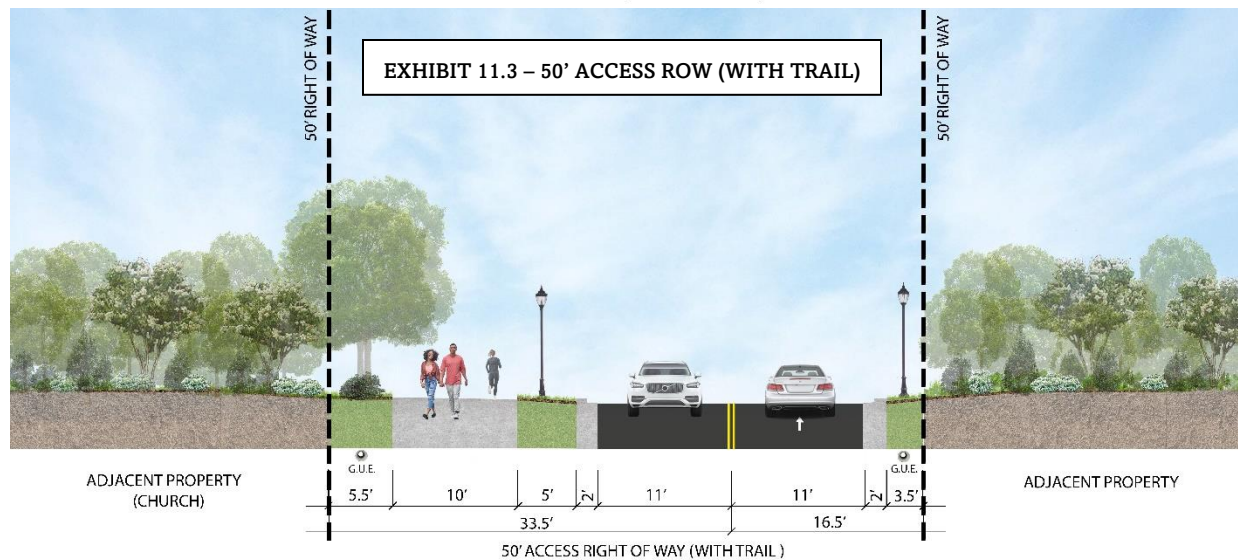 EXHIBIT 11.3 – 50’ ACCESS ROW (WITH TRAIL)
50' RIGHT OF WAY
50' RIGHT OF WAY
G.U.E.
G.U.E.
ADJACENT PROPERTY
(CHURCH)
ADJACENT PROPERTY
5.5' 10' 5' 2' 11' 11' 2' 3.5'
33.5' 16.5'
50' ACCESS RIGHT OF WAY (WITH TRAIL )